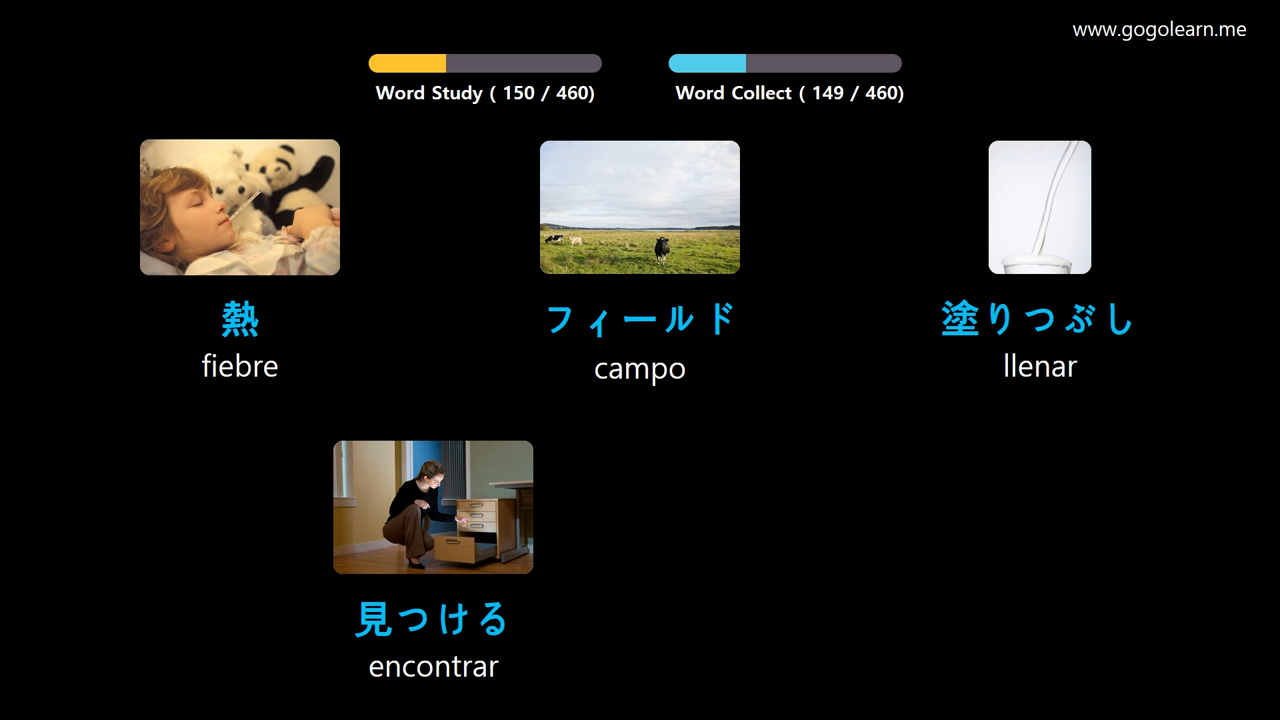 www.gogolearn.me
Word Study ( 150 / 460)
Word Collect ( 149 / 460)
熱
fiebre
フィールド
campo
塗りつぶし
llenar
見つける
encontrar